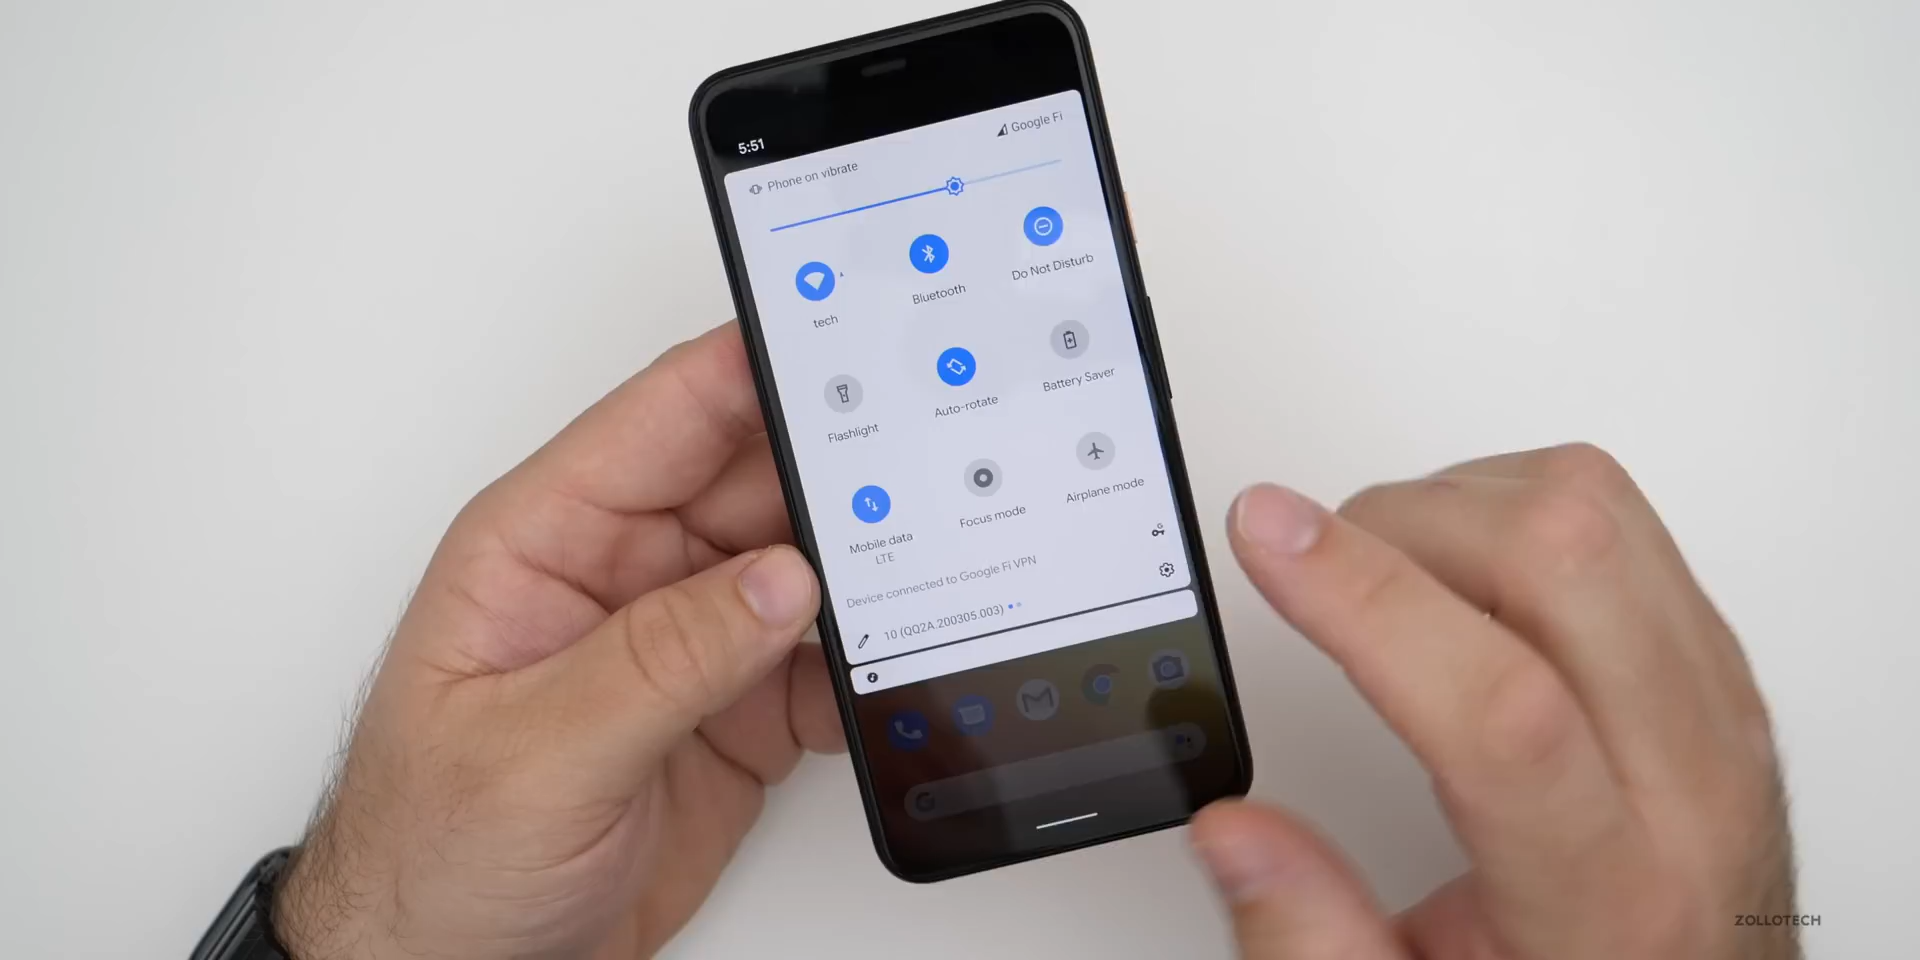 5:51
Google Fi
Phone on vibrate
tech
Bluetooth
Do Not Disturb
Flashlight
Auto-rotate
Battery Saver
Mobile data
LTE
Focus mode
Airplane mode
Device connected to Google Fi VPN
10 (QQ2A.200305.003)
ZOLLOTECH